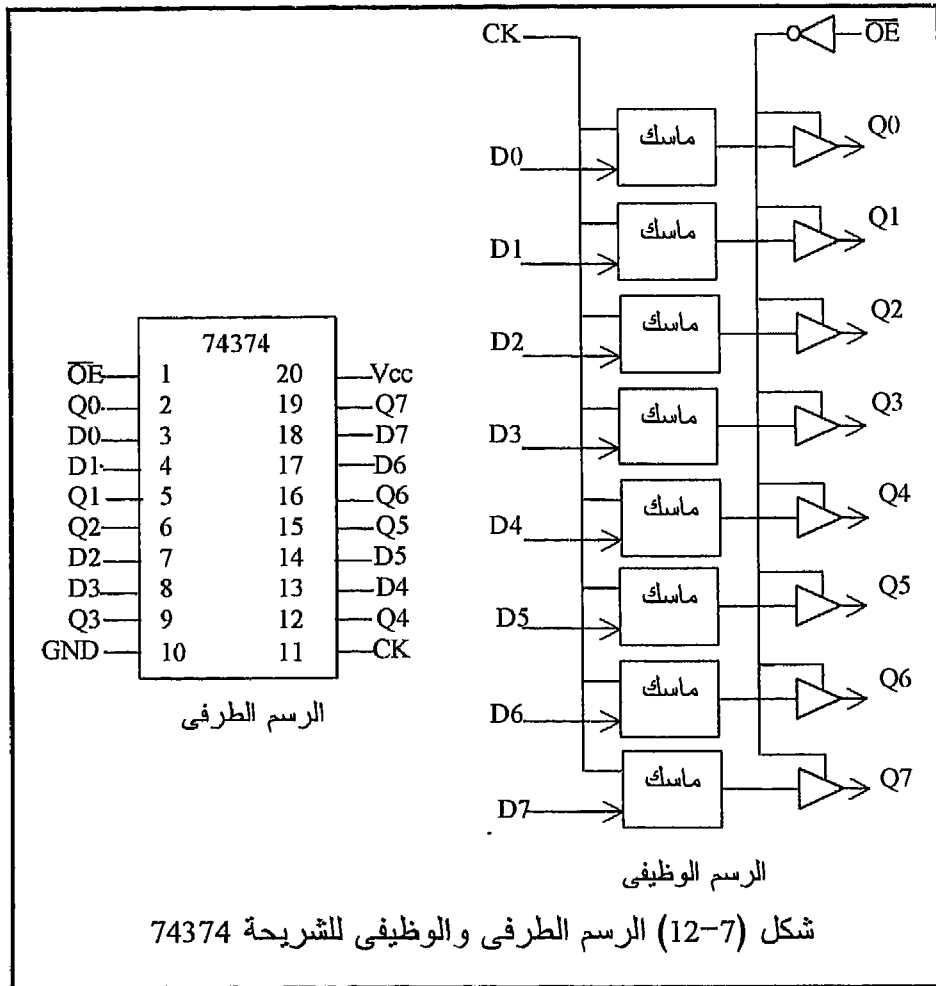 CK
O̅E̅
ماسك
Q0
D0
ماسك
Q1
D1
ماسك
Q2
D2
ماسك
Q3
D3
ماسك
Q4
D4
ماسك
Q5
D5
ماسك
Q6
D6
ماسك
Q7
D7
الرسم الوظيفى
74374
O̅E̅ 1 20 Vcc
Q0 2 19 Q7
D0 3 18 D7
D1 4 17 D6
Q1 5 16 Q6
Q2 6 15 Q5
D2 7 14 D5
D3 8 13 D4
Q3 9 12 Q4
GND 10 11 CK
الرسم الطرفى
شكل (7-12) الرسم الطرفى والوظيفى للشريحة 74374